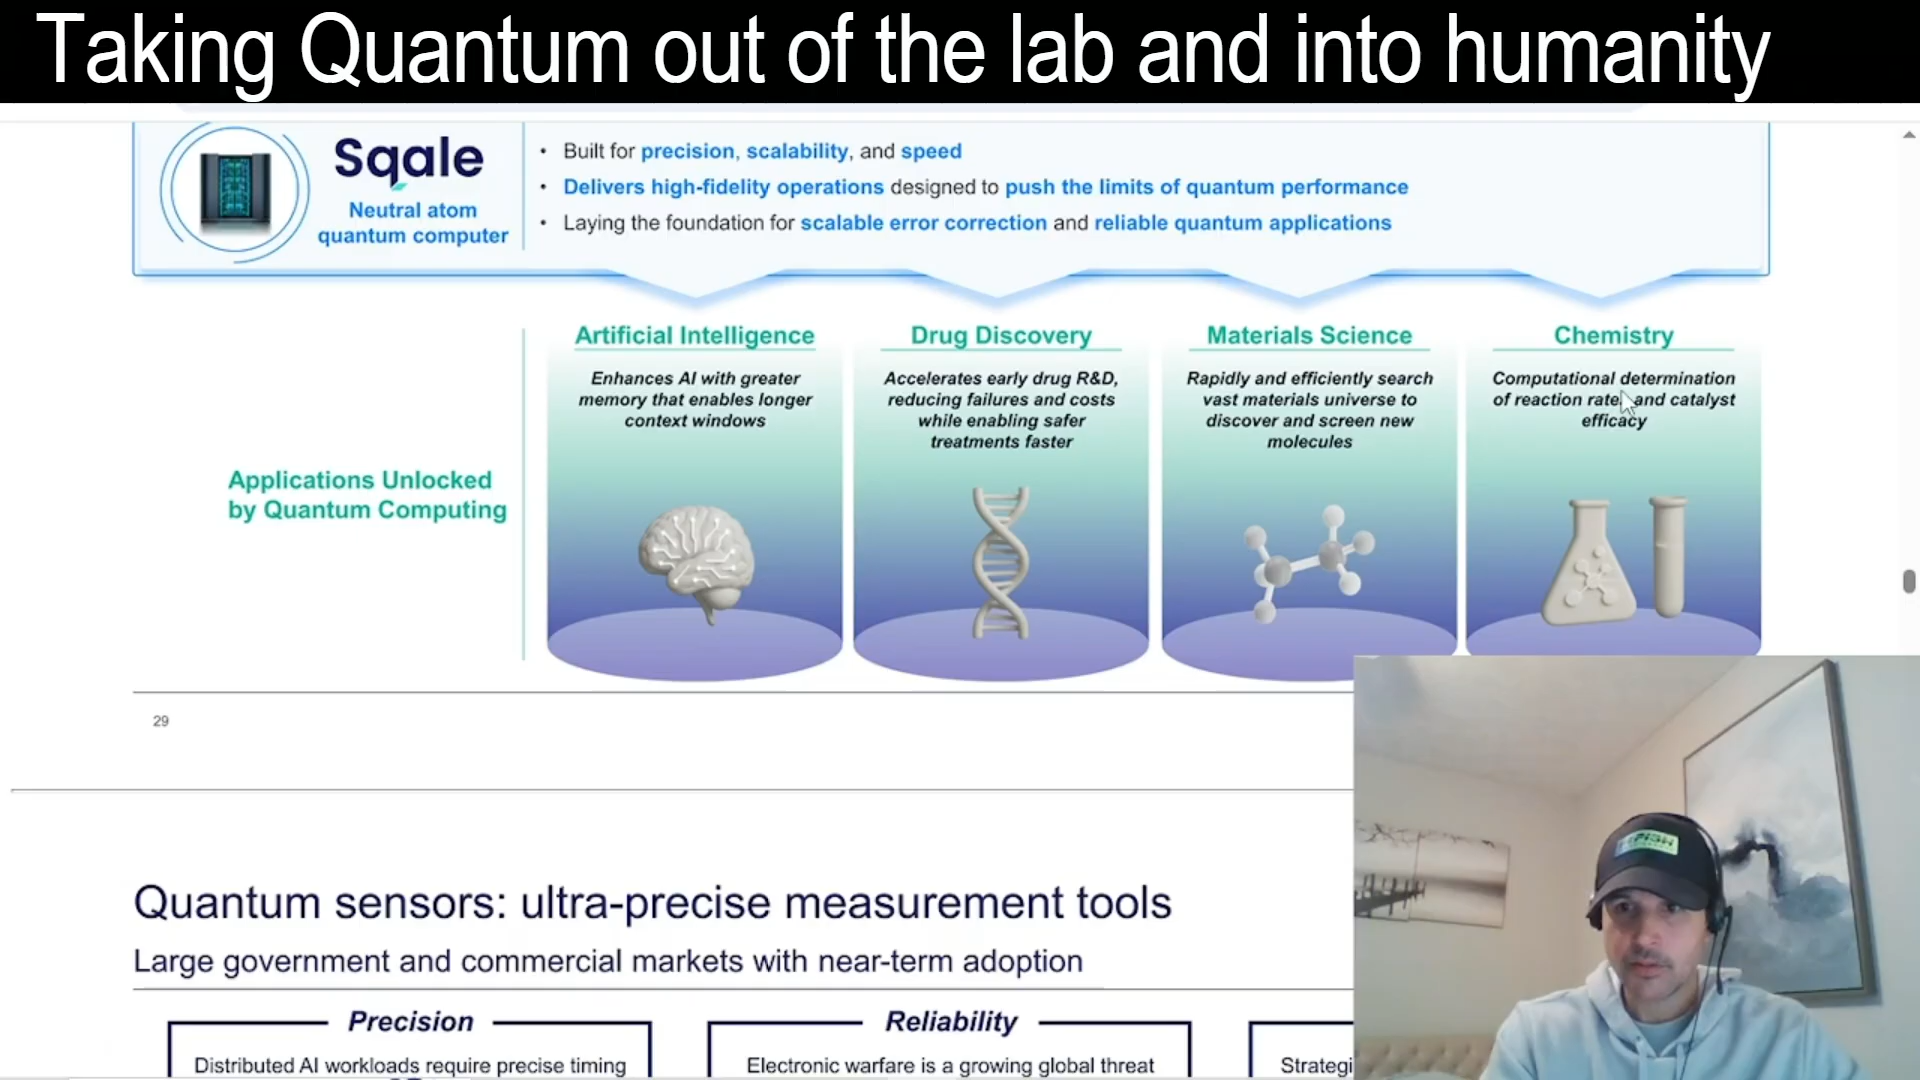 Taking Quantum out of the lab and into humanity
Sqale
Neutral atom
quantum computer
• Built for precision, scalability, and speed
• Delivers high-fidelity operations designed to push the limits of quantum performance
• Laying the foundation for scalable error correction and reliable quantum applications
Applications Unlocked
by Quantum Computing
Artificial Intelligence
Enhances AI with greater
memory that enables longer
context windows
Drug Discovery
Accelerates early drug R&D,
reducing failures and costs
while enabling safer
treatments faster
Materials Science
Rapidly and efficiently search
vast materials universe to
discover and screen new
molecules
Chemistry
Computational determination
of reaction rates and catalyst
efficacy
29
Quantum sensors: ultra-precise measurement tools
Large government and commercial markets with near-term adoption
Precision
Distributed AI workloads require precise timing
Reliability
Electronic warfare is a growing global threat